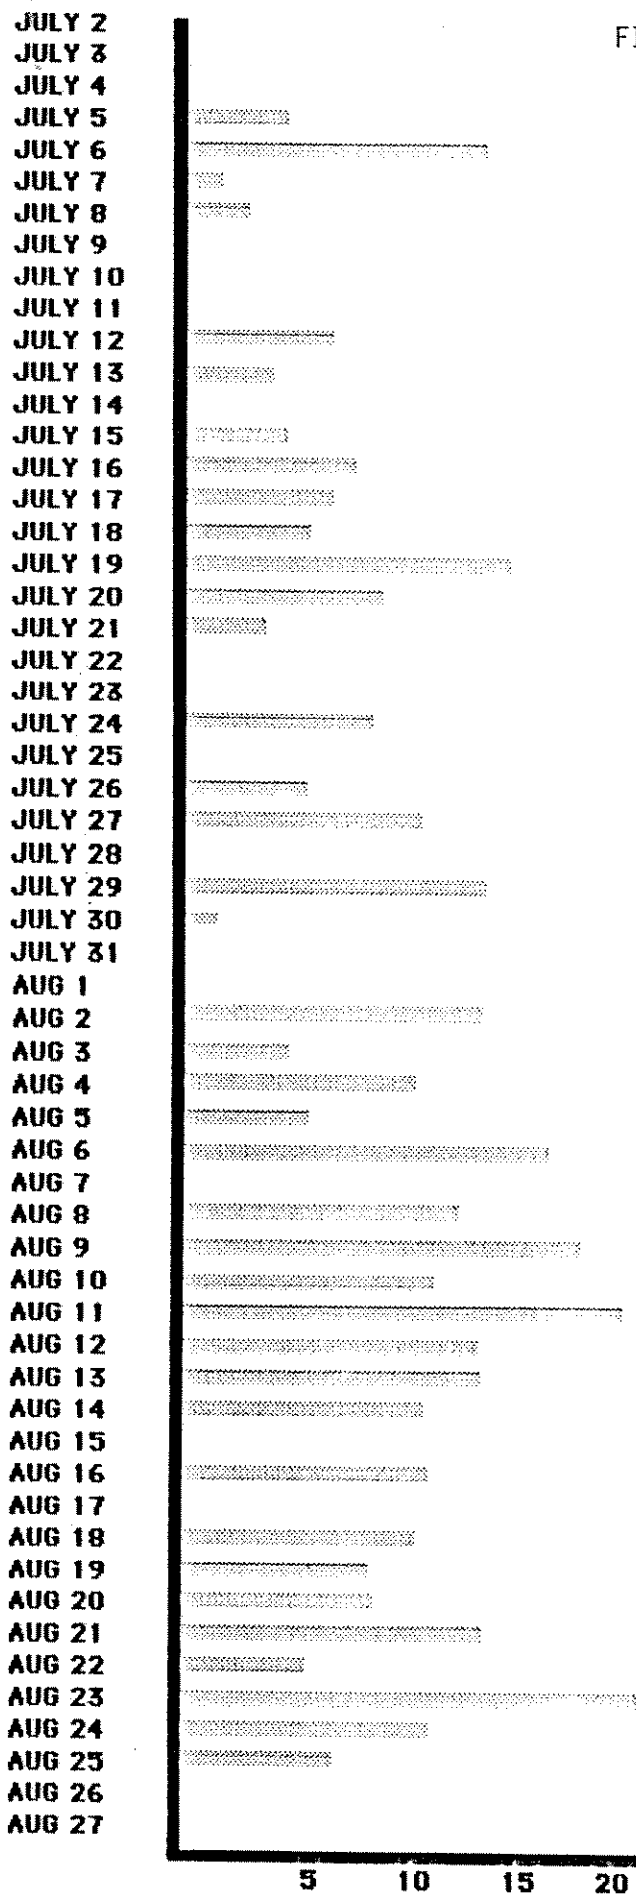 FI
JULY 2
JULY 3
JULY 4
JULY 5
JULY 6
JULY 7
JULY 8
JULY 9
JULY 10
JULY 11
JULY 12
JULY 13
JULY 14
JULY 15
JULY 16
JULY 17
JULY 18
JULY 19
JULY 20
JULY 21
JULY 22
JULY 23
JULY 24
JULY 25
JULY 26
JULY 27
JULY 28
JULY 29
JULY 30
JULY 31
AUG 1
AUG 2
AUG 3
AUG 4
AUG 5
AUG 6
AUG 7
AUG 8
AUG 9
AUG 10
AUG 11
AUG 12
AUG 13
AUG 14
AUG 15
AUG 16
AUG 17
AUG 18
AUG 19
AUG 20
AUG 21
AUG 22
AUG 23
AUG 24
AUG 25
AUG 26
AUG 27
5 10 15 20